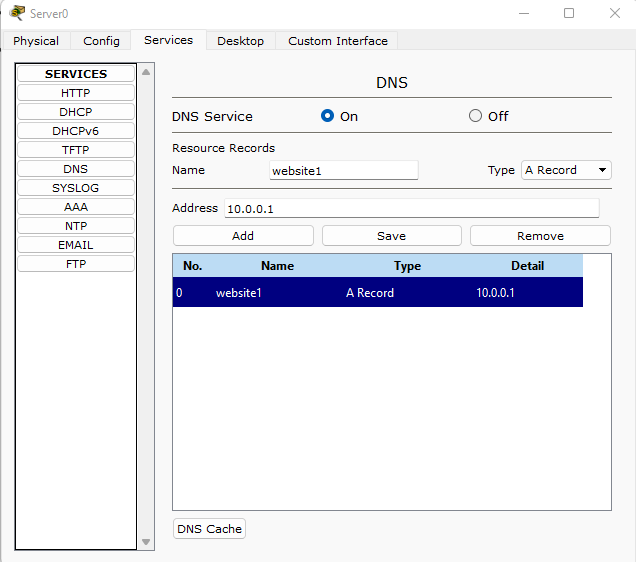 Server0
Physical Config Services Desktop Custom Interface
SERVICES
HTTP
DHCP
DHCPv6
TFTP
DNS
SYSLOG
AAA
NTP
EMAIL
FTP
DNS
DNS Service On Off
Resource Records
Name website1 Type A Record
Address 10.0.0.1
Add Save Remove
No. Name Type Detail
0 website1 A Record 10.0.0.1
DNS Cache